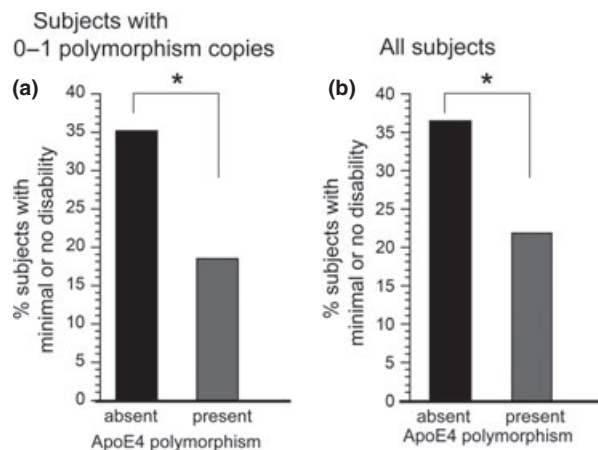 Subjects with
0–1 polymorphism copies
(a)
*
% subjects with
minimal or no disability
40
35
30
25
20
15
10
5
0
absent present
ApoE4 polymorphism
All subjects
(b)
*
% subjects with
minimal or no disability
40
35
30
25
20
15
10
5
0
absent present
ApoE4 polymorphism